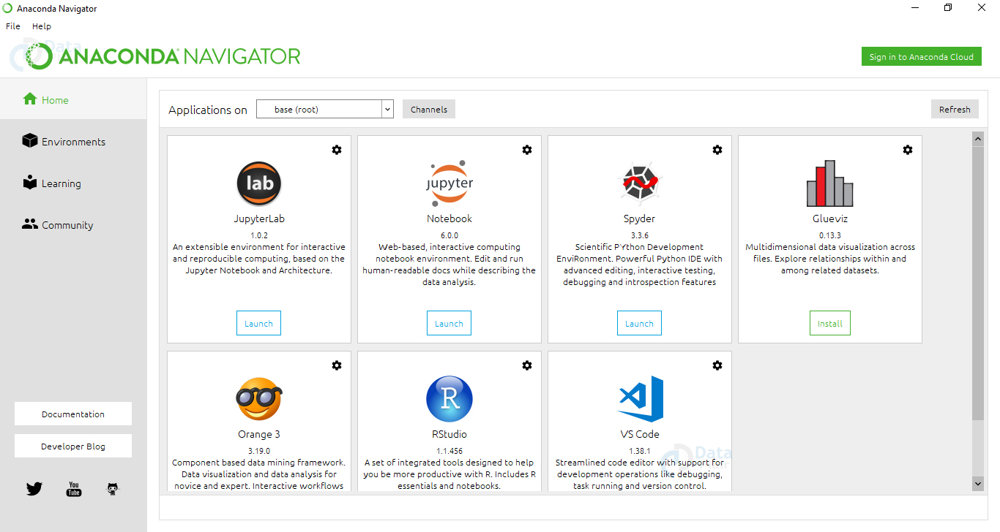 Anaconda Navigator
File Help
Data
ANACONDA NAVIGATOR
Sign in to Anaconda Cloud
Home
Environments
Learning
Community
Documentation
Developer Blog
You
Tube
Applications on base (root) Channels Refresh
lab
JupyterLab
1.0.2
An extensible environment for interactive
and reproducible computing, based on the
Jupyter Notebook and Architecture.
Launch
jupyter
Notebook
6.0.0
Web-based, interactive computing
notebook environment. Edit and run
human-readable docs while describing the
data analysis.
Launch
Spyder
3.3.6
Scientific PYthon Development
EnviRonment. Powerful Python IDE with
advanced editing, interactive testing,
debugging and introspection features
Launch
Glueviz
0.13.3
Multidimensional data visualization across
files. Explore relationships within and
among related datasets.
Install
Orange 3
3.19.0
Component based data mining framework.
Data visualization and data analysis for
novice and expert. Interactive workflows
R
RStudio
1.1.456
A set of integrated tools designed to help
you be more productive with R. Includes R
essentials and notebooks.
VS Code
1.38.1
Streamlined code editor with support for
development operations like debugging,
task running and version control.
Data